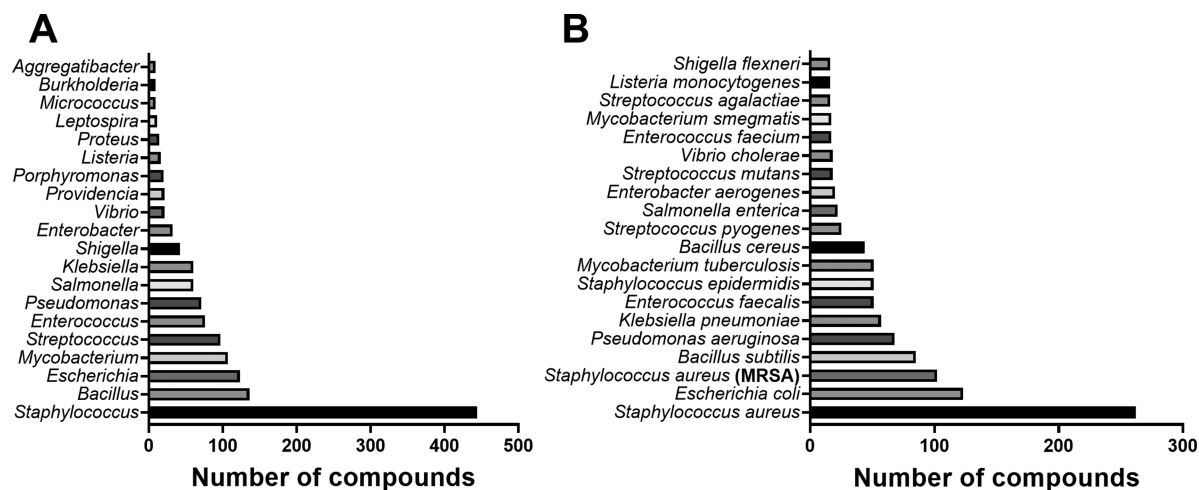 A
Aggregatibacter
Burkholderia
Micrococcus
Leptospira
Proteus
Listeria
Porphyromonas
Providencia
Vibrio
Enterobacter
Shigella
Klebsiella
Salmonella
Pseudomonas
Enterococcus
Streptococcus
Mycobacterium
Escherichia
Bacillus
Staphylococcus
0 100 200 300 400 500
Number of compounds
B
Shigella flexneri
Listeria monocytogenes
Streptococcus agalactiae
Mycobacterium smegmatis
Enterococcus faecium
Vibrio cholerae
Streptococcus mutans
Enterobacter aerogenes
Salmonella enterica
Streptococcus pyogenes
Bacillus cereus
Mycobacterium tuberculosis
Staphylococcus epidermidis
Enterococcus faecalis
Klebsiella pneumoniae
Pseudomonas aeruginosa
Bacillus subtilis
Staphylococcus aureus (MRSA)
Escherichia coli
Staphylococcus aureus
0 100 200 300
Number of compounds